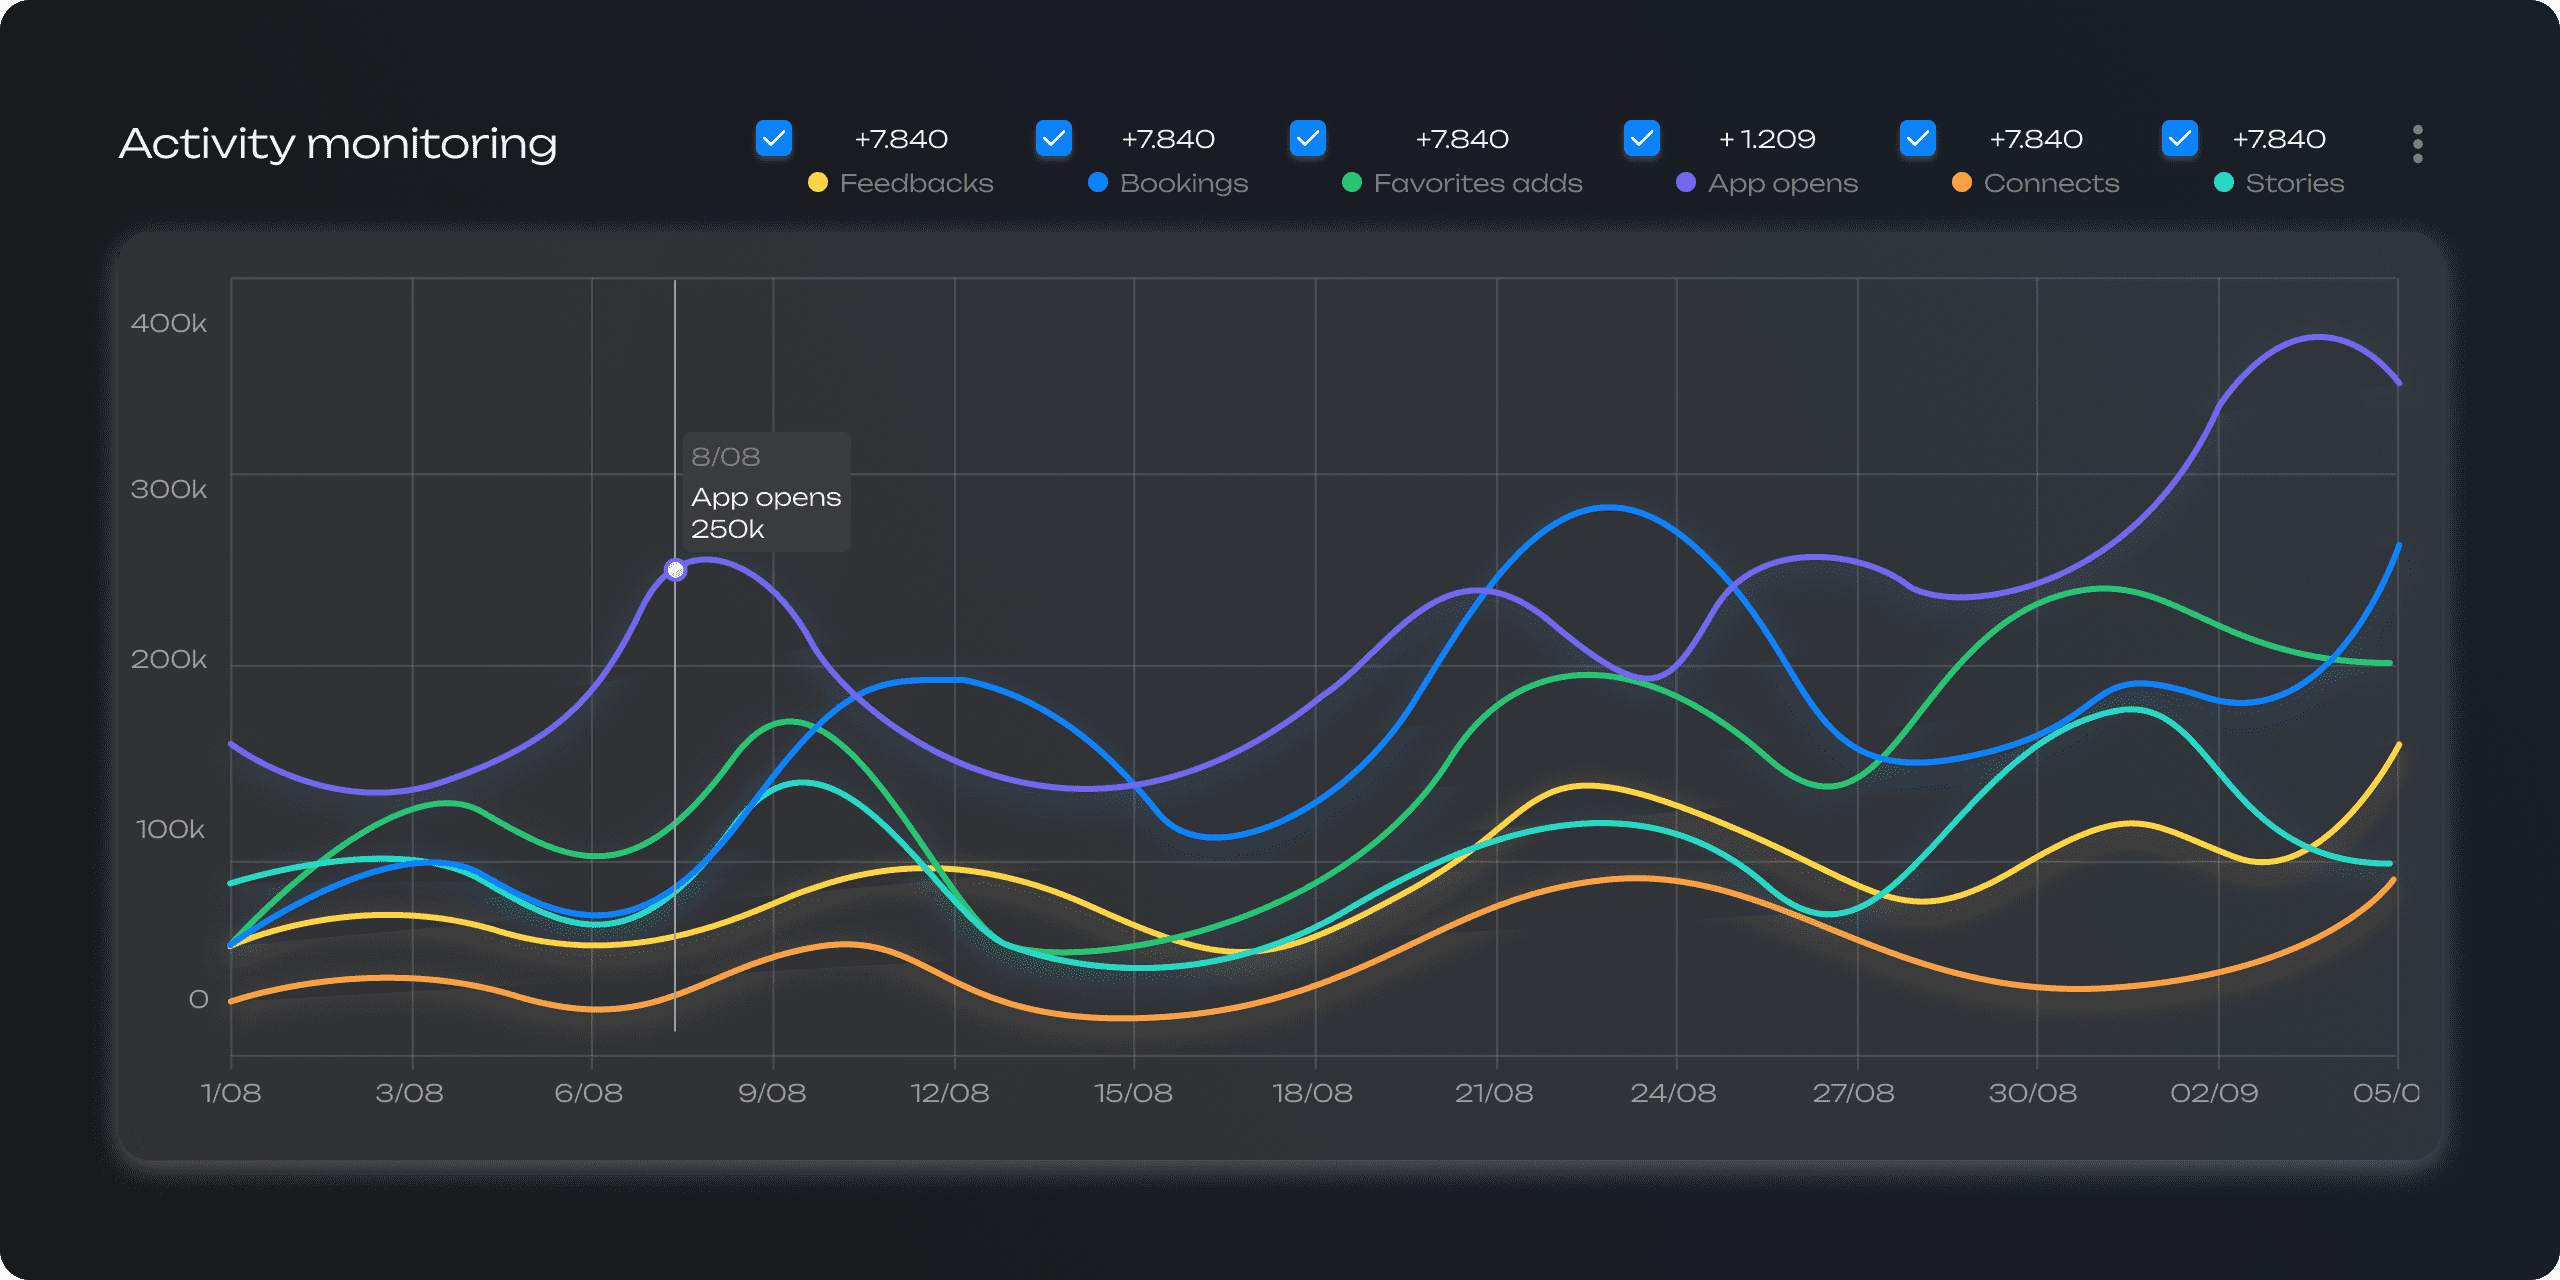 Activity monitoring
+7.840
Feedbacks
+7.840
Bookings
+7.840
Favorites adds
+ 1.209
App opens
+7.840
Connects
+7.840
Stories
400k
300k
200k
100k
0
8/08
App opens
250k
1/08
3/08
6/08
9/08
12/08
15/08
18/08
21/08
24/08
27/08
30/08
02/09
05/0